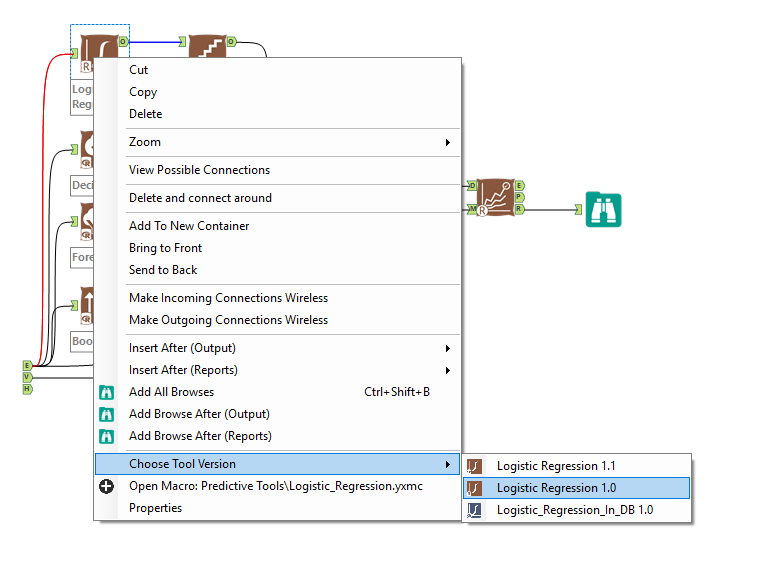 O
O
R
Logi
Regr
Deci
Fore
Boo
E
V
H
D
M
E
P
R
R
Cut
Copy
Delete
Zoom
View Possible Connections
Delete and connect around
Add To New Container
Bring to Front
Send to Back
Make Incoming Connections Wireless
Make Outgoing Connections Wireless
Insert After (Output)
Insert After (Reports)
Add All Browses Ctrl+Shift+B
Add Browse After (Output)
Add Browse After (Reports)
Choose Tool Version
Open Macro: Predictive Tools\Logistic_Regression.yxmc
Properties
Logistic Regression 1.1
Logistic Regression 1.0
Logistic_Regression_In_DB 1.0